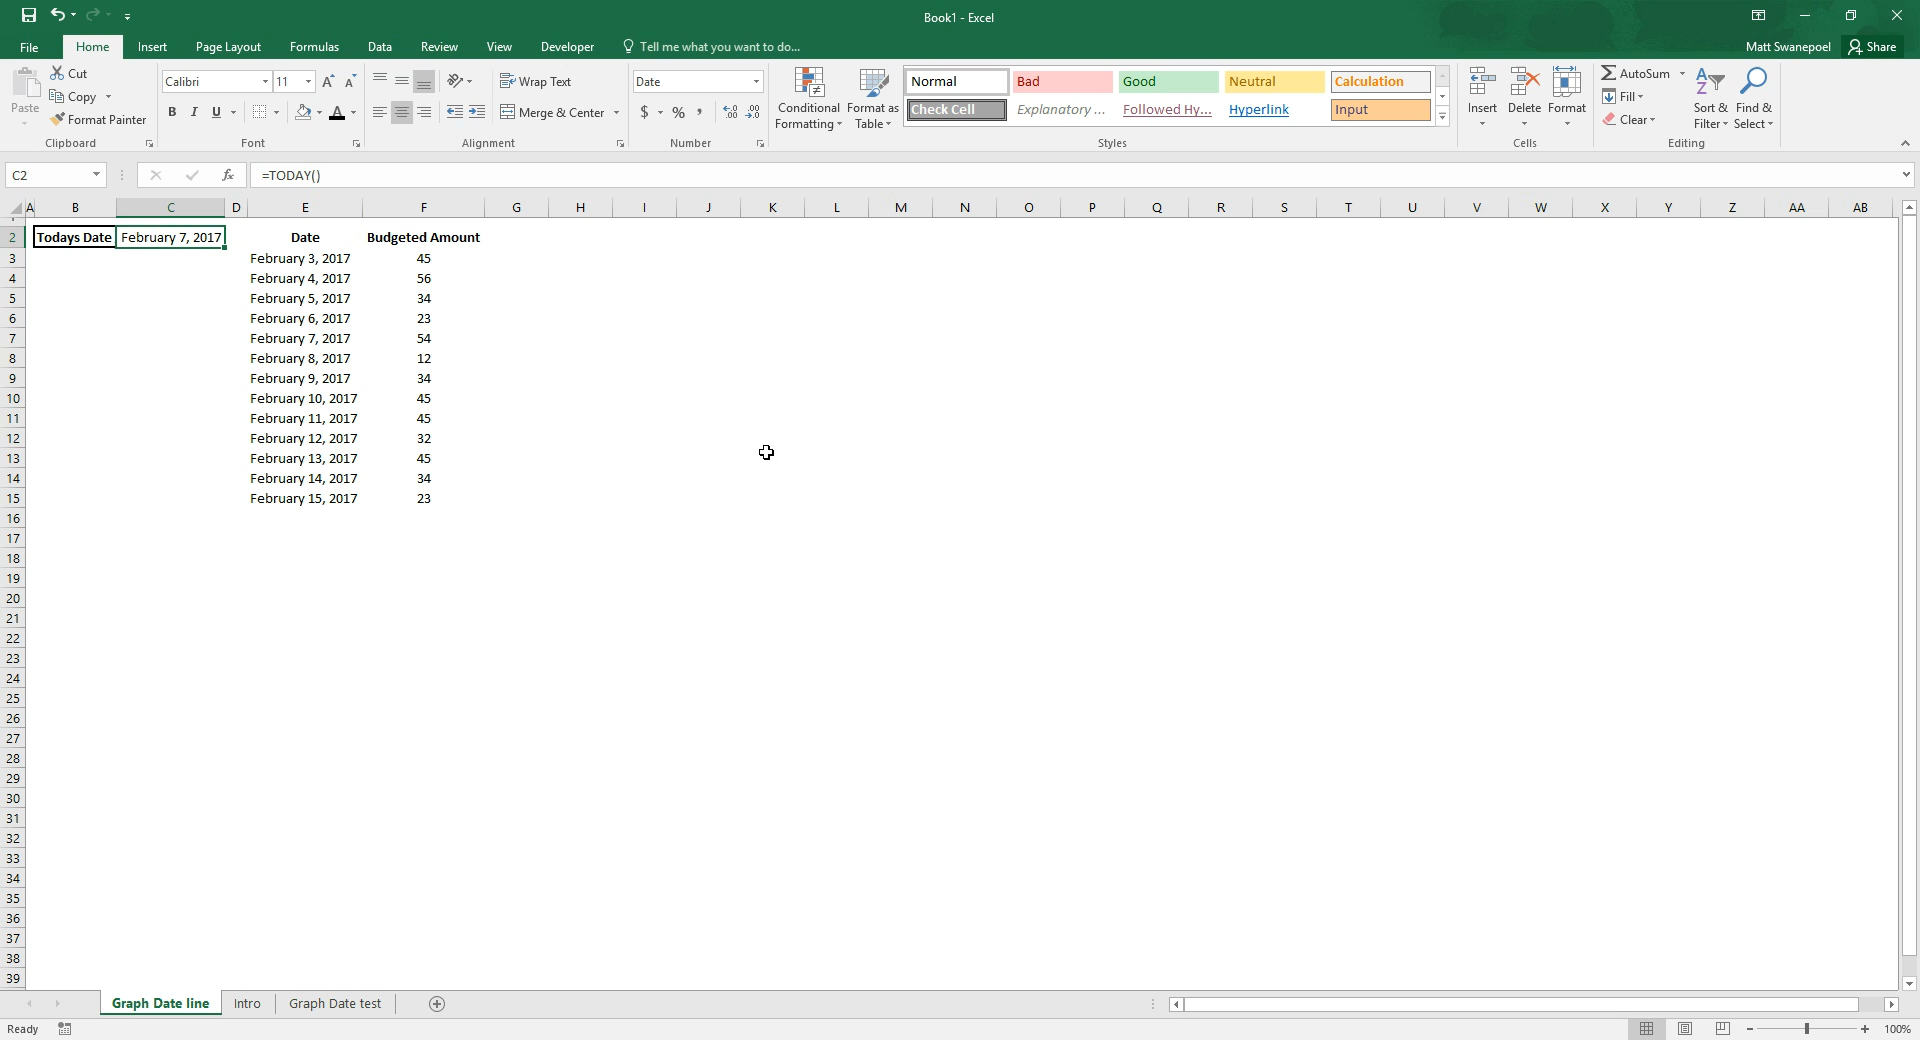 Book1 - Excel
File Home Insert Page Layout Formulas Data Review View Developer Tell me what you want to do... Matt Swanepoel Share
Paste
Cut
Copy
Format Painter
Clipboard
Calibri 11
B I U
Font
Wrap Text
Merge & Center
Alignment
Date
$ % ,
Number
Conditional Formatting
Format as Table
Normal Bad Good Neutral Calculation
Check Cell Explanatory ... Followed Hy... Hyperlink Input
Styles
Insert Delete Format
Cells
AutoSum
Fill
Clear
Sort & Filter
Find & Select
Editing
C2 fx =TODAY()
A B C D E F G H I J K L M N O P Q R S T U V W X Y Z AA AB
2 Todays Date February 7, 2017 Date Budgeted Amount
3 February 3, 2017 45
4 February 4, 2017 56
5 February 5, 2017 34
6 February 6, 2017 23
7 February 7, 2017 54
8 February 8, 2017 12
9 February 9, 2017 34
10 February 10, 2017 45
11 February 11, 2017 45
12 February 12, 2017 32
13 February 13, 2017 45
14 February 14, 2017 34
15 February 15, 2017 23
16
17
18
19
20
21
22
23
24
25
26
27
28
29
30
31
32
33
34
35
36
37
38
39
Graph Date line Intro Graph Date test
Ready 100%